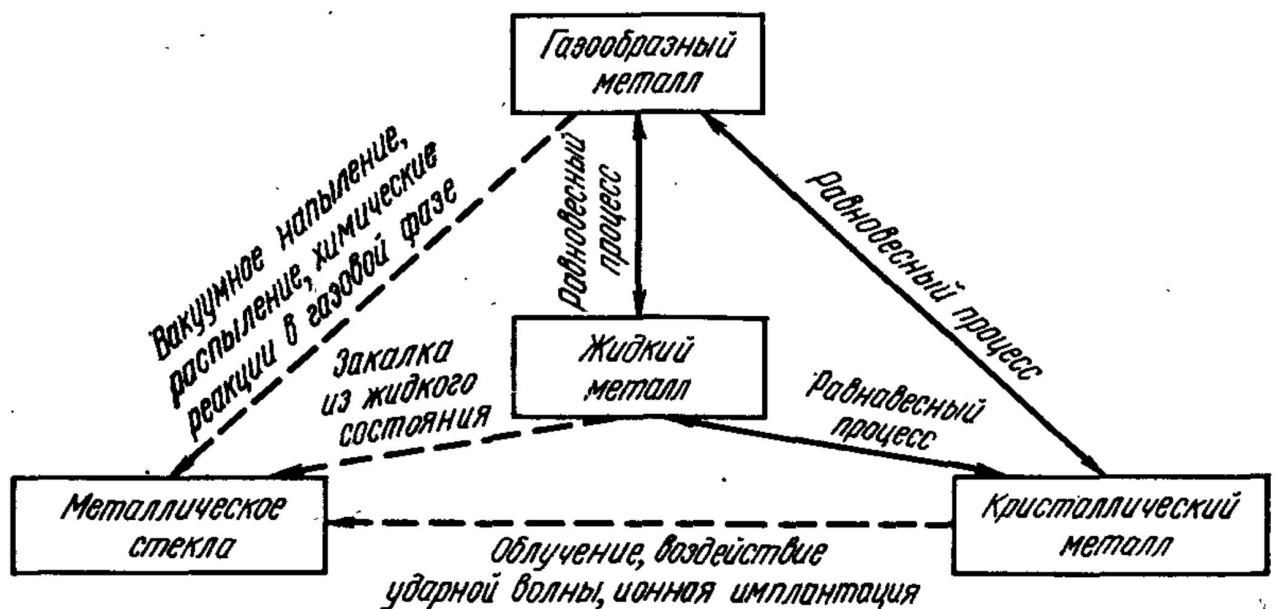 Газообразный
металл
Вакуумное напыление,
распыление, химические
реакции в газовой фазе
Равновесный
процесс
Равновесный процесс
Закалка
из жидкого
состояния
Жидкий
металл
Равнавесный
процесс
Металлическое
стекла
Облучение, воздействие
ударной волны, ионная имплантация
Кристаллический
металл